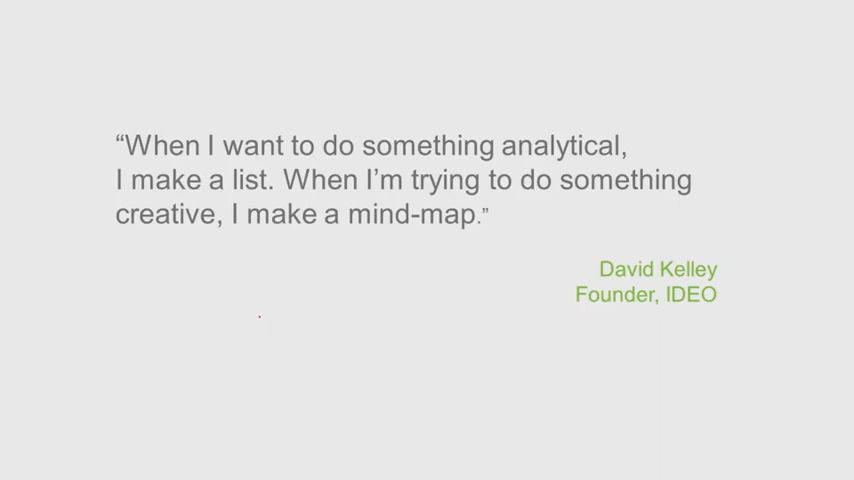 “When I want to do something analytical,
I make a list. When I’m trying to do something
creative, I make a mind-map.”
David Kelley
Founder, IDEO